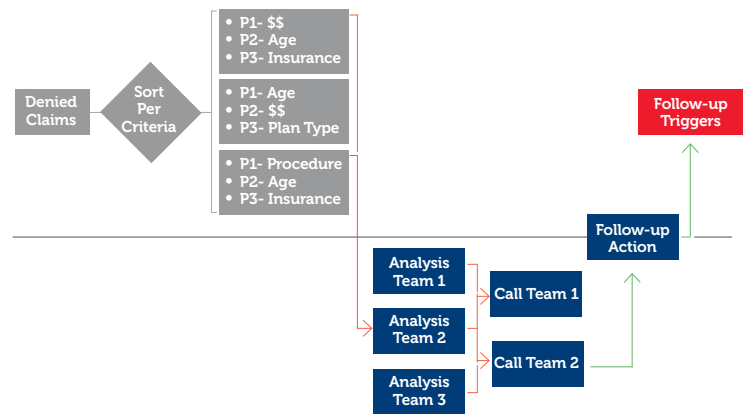 Denied
Claims
Sort
Per
Criteria
• P1- $$
• P2- Age
• P3- Insurance
• P1- Age
• P2- $$
• P3- Plan Type
• P1- Procedure
• P2- Age
• P3- Insurance
Follow-up
Triggers
Follow-up
Action
Analysis
Team 1
Analysis
Team 2
Analysis
Team 3
Call Team 1
Call Team 2